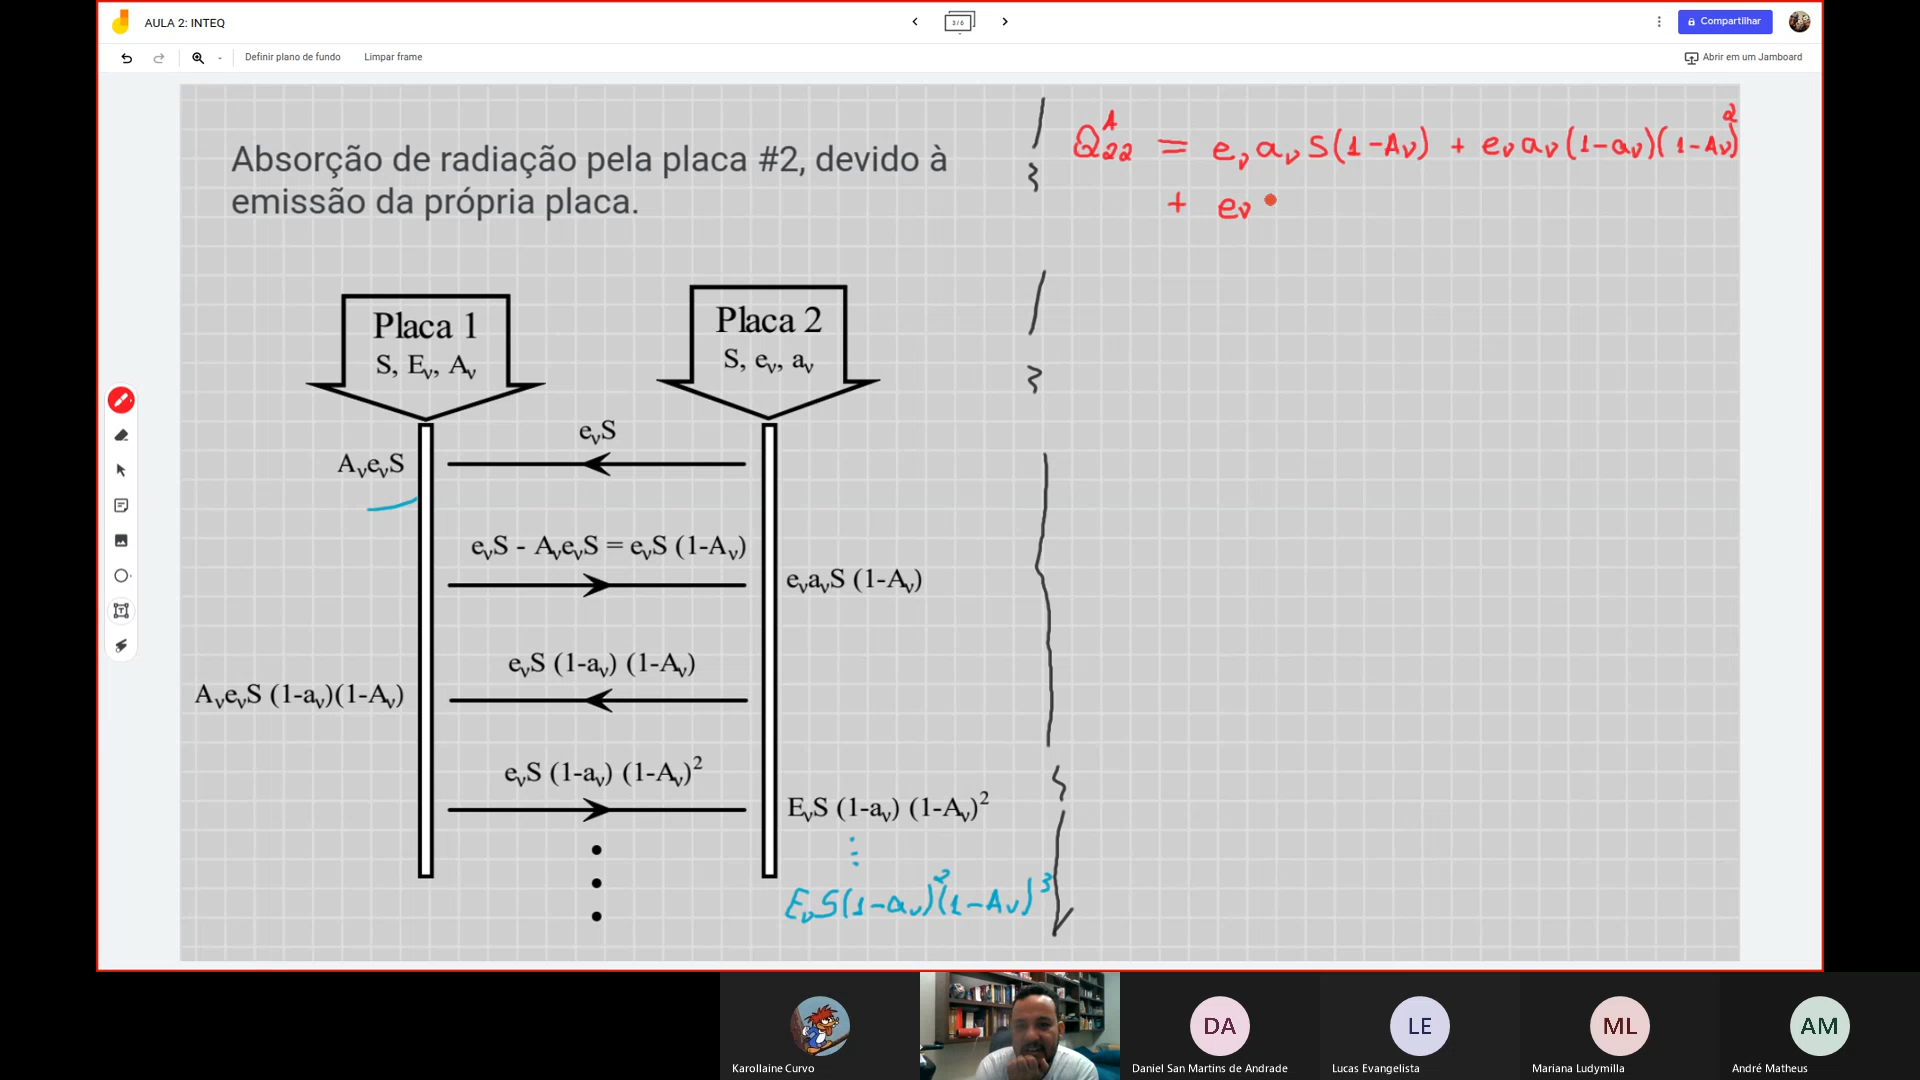 AULA 2: INTEQ
3/6
Compartilhar
Definir plano de fundo
Limpar frame
Abrir em um Jamboard
Absorção de radiação pela placa #2, devido à
emissão da própria placa.
Q₂₂ᴬ = eᵥaᵥS(1-Aᵥ) + eᵥaᵥ(1-aᵥ)(1-Aᵥ)²
+ eᵥ
Placa 1
S, Eᵥ, Aᵥ
Placa 2
S, eᵥ, aᵥ
eᵥS
AᵥeᵥS
eᵥS - AᵥeᵥS = eᵥS (1-Aᵥ)
eᵥaᵥS (1-Aᵥ)
eᵥS (1-aᵥ) (1-Aᵥ)
AᵥeᵥS (1-aᵥ)(1-Aᵥ)
eᵥS (1-aᵥ) (1-Aᵥ)²
EᵥS (1-aᵥ) (1-Aᵥ)²
EᵥS(1-aᵥ)²(1-Aᵥ)³
Karollaine Curvo
DA
Daniel San Martins de Andrade
LE
Lucas Evangelista
ML
Mariana Ludymilla
AM
André Matheus